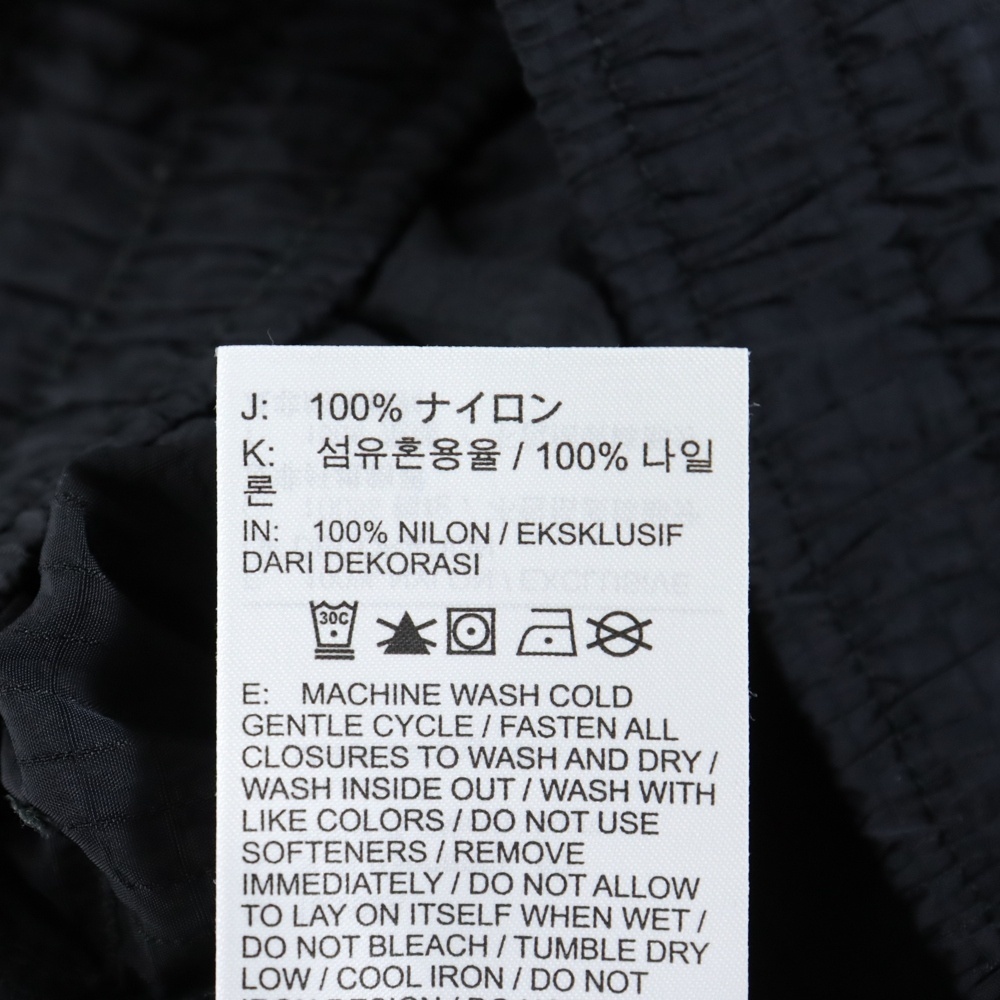 J: 100% ナイロン
K: 섬유혼용율 / 100% 나일
론
IN: 100% NILON / EKSKLUSIF
DARI DEKORASI
30C
E: MACHINE WASH COLD
GENTLE CYCLE / FASTEN ALL
CLOSURES TO WASH AND DRY /
WASH INSIDE OUT / WASH WITH
LIKE COLORS / DO NOT USE
SOFTENERS / REMOVE
IMMEDIATELY / DO NOT ALLOW
TO LAY ON ITSELF WHEN WET /
DO NOT BLEACH / TUMBLE DRY
LOW / COOL IRON / DO NOT